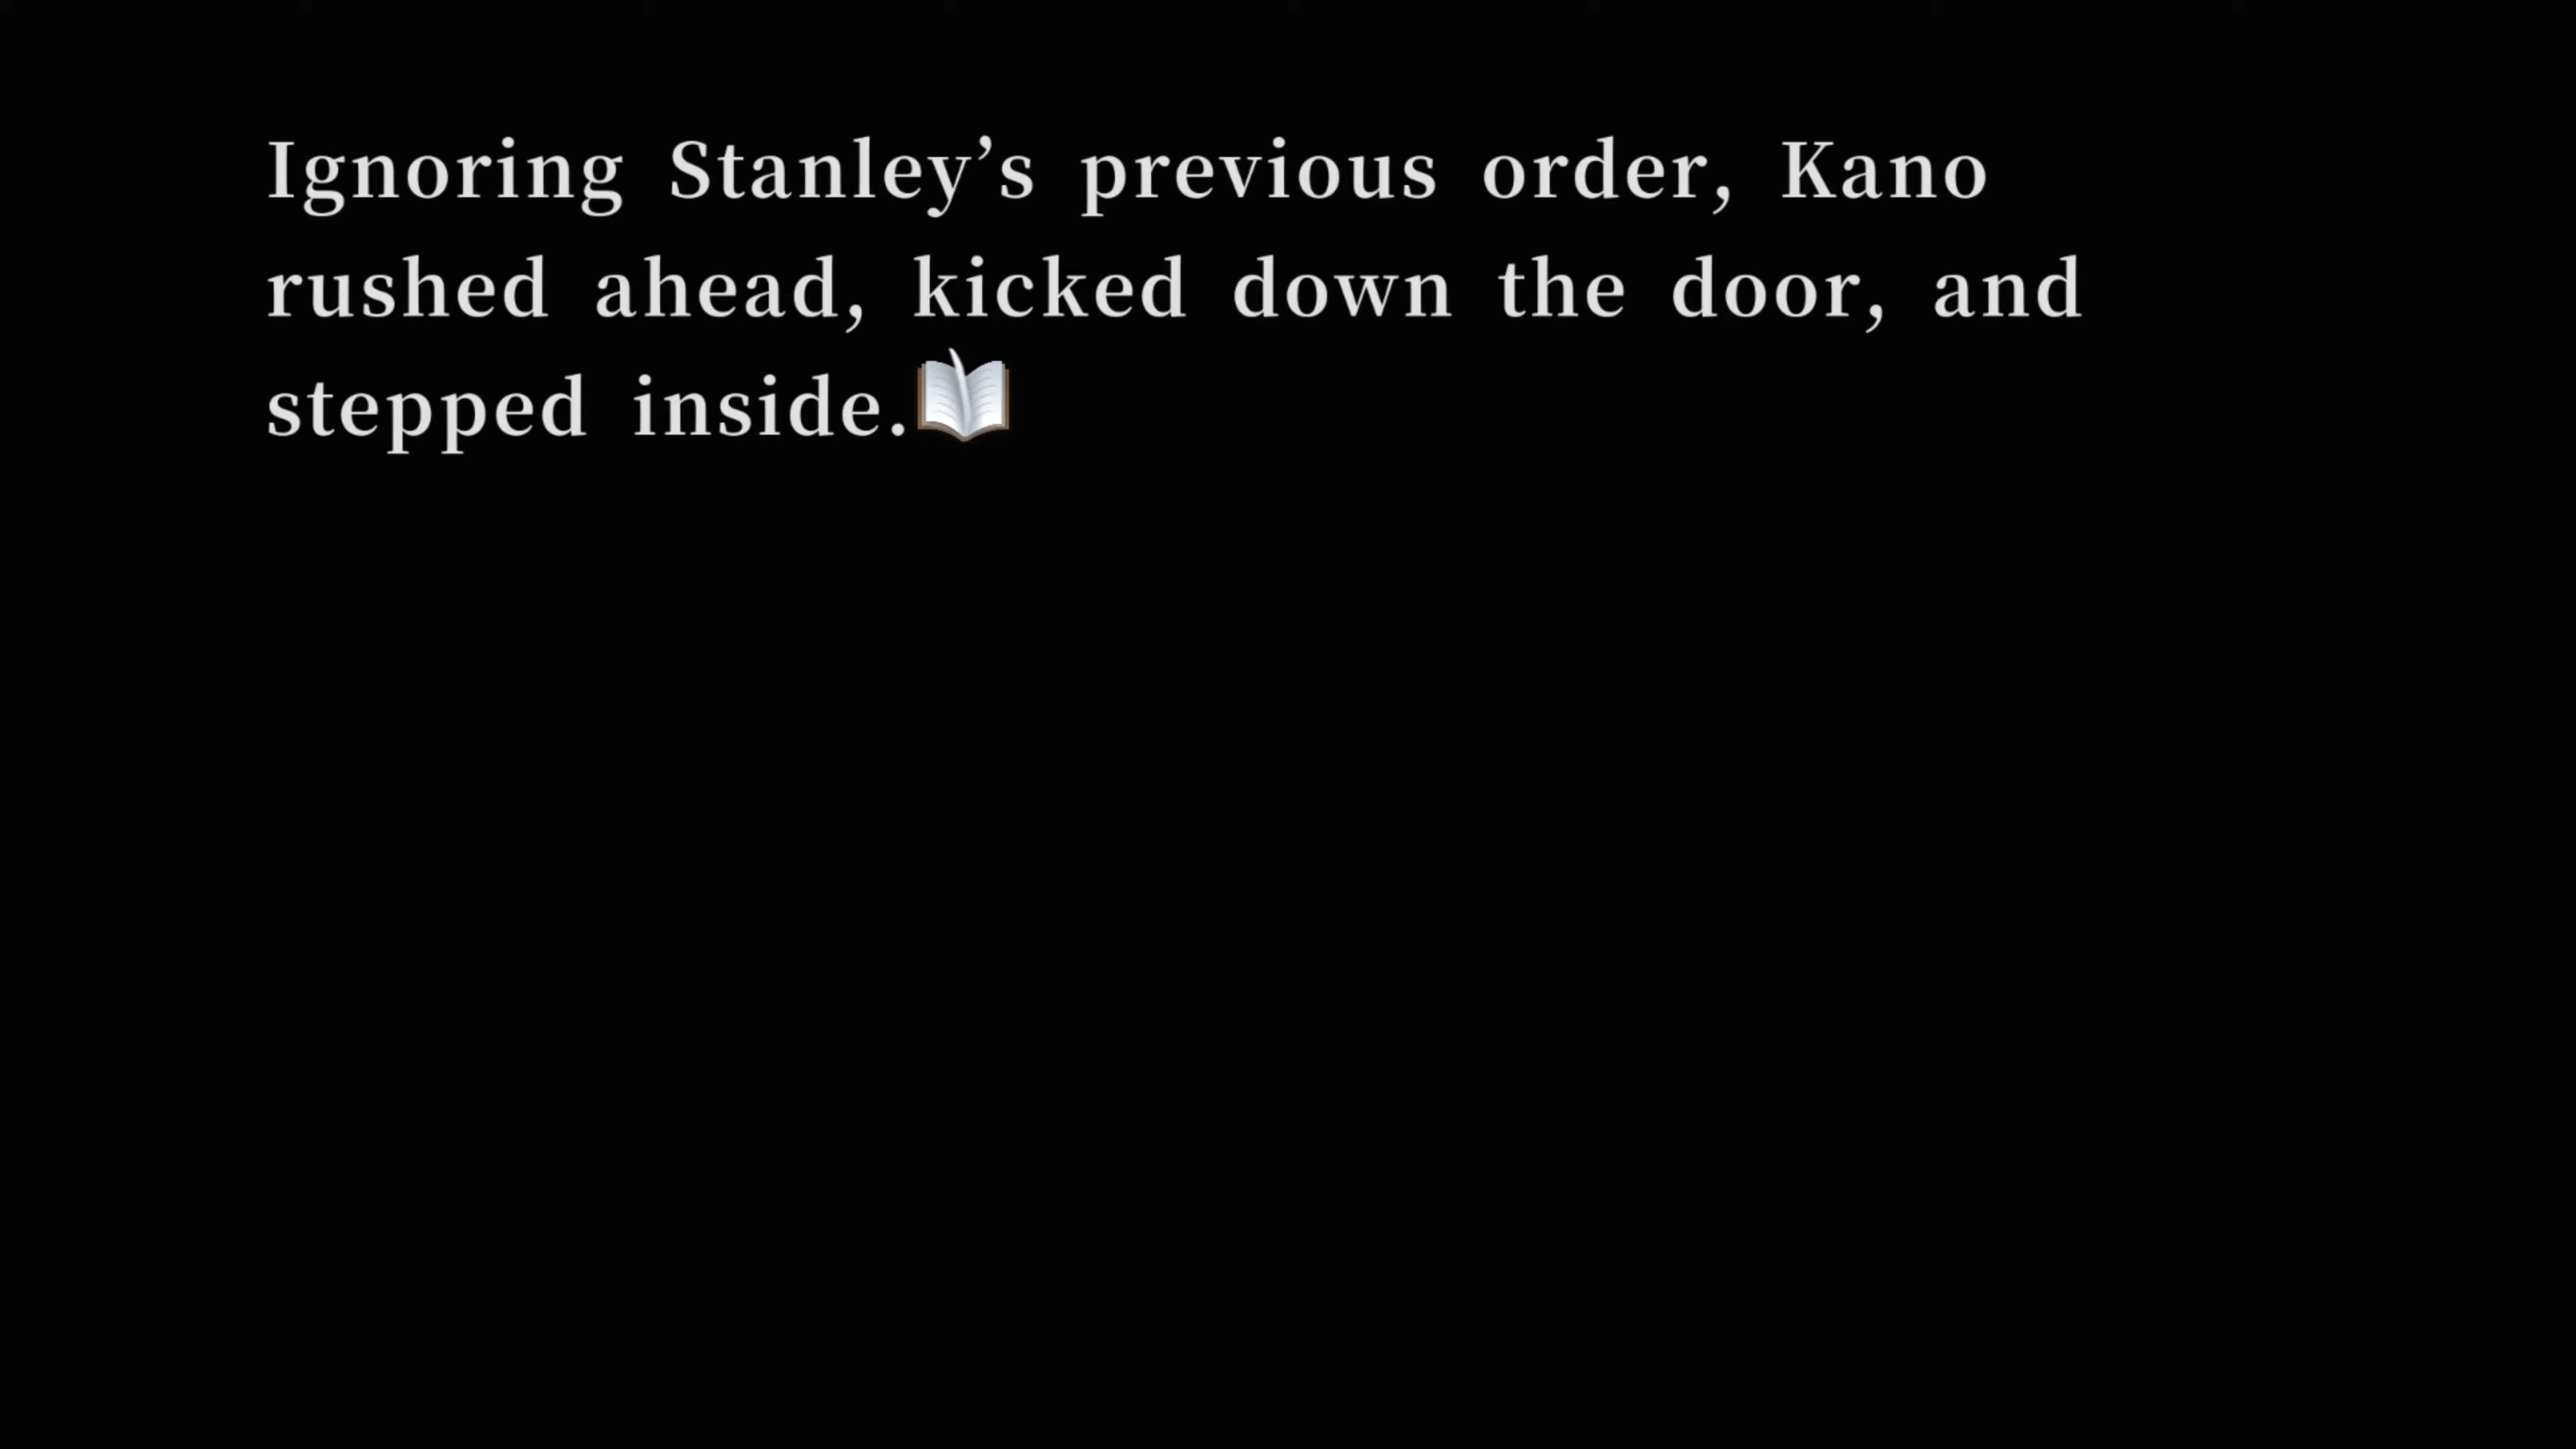 Ignoring Stanley’s previous order, Kano
rushed ahead, kicked down the door, and
stepped inside.